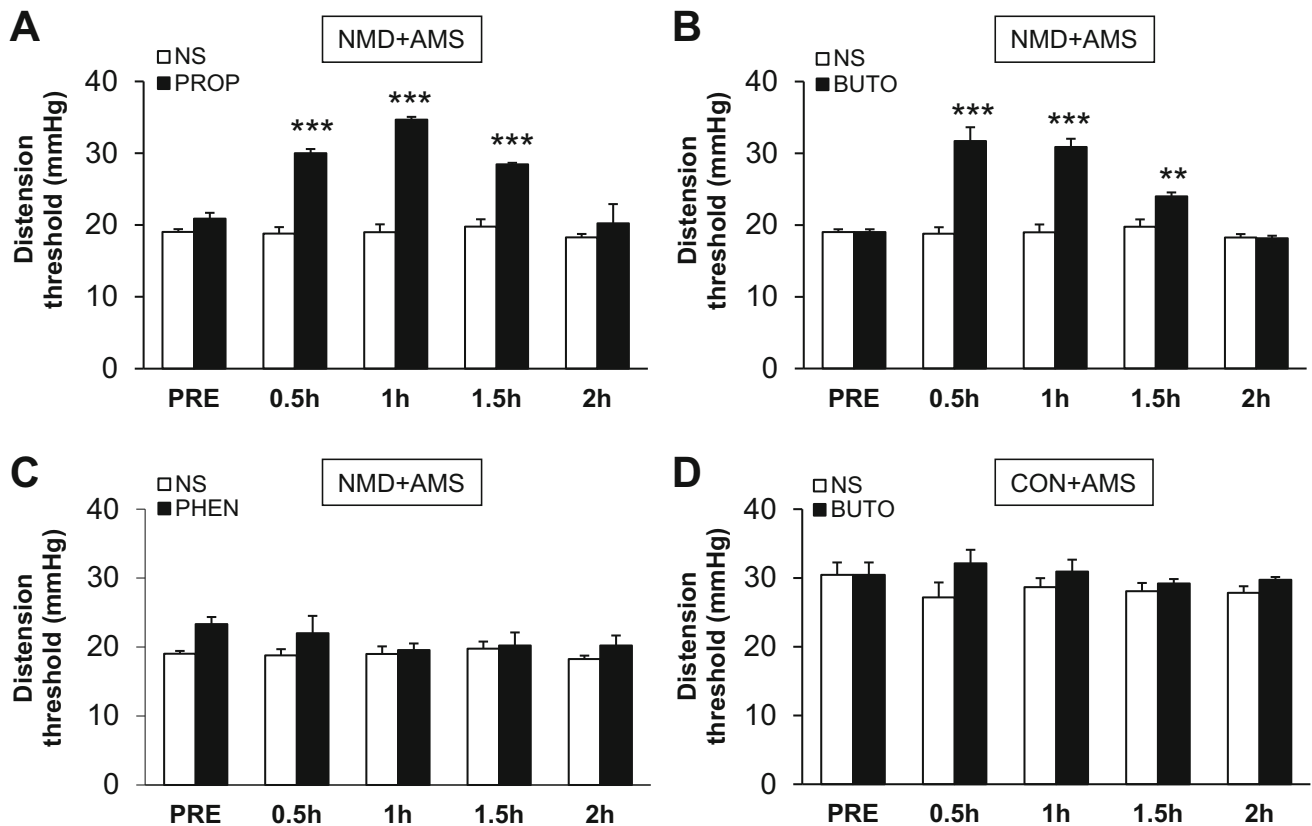 A
NMD+AMS
NS
PROP
Distension
threshold (mmHg)
40
30
20
10
0
***
***
***
PRE
0.5h
1h
1.5h
2h
B
NMD+AMS
NS
BUTO
Distension
threshold (mmHg)
40
30
20
10
0
***
***
**
PRE
0.5h
1h
1.5h
2h
C
NMD+AMS
NS
PHEN
Distension
threshold (mmHg)
40
30
20
10
0
PRE
0.5h
1h
1.5h
2h
D
CON+AMS
NS
BUTO
Distension
threshold (mmHg)
40
30
20
10
0
PRE
0.5h
1h
1.5h
2h